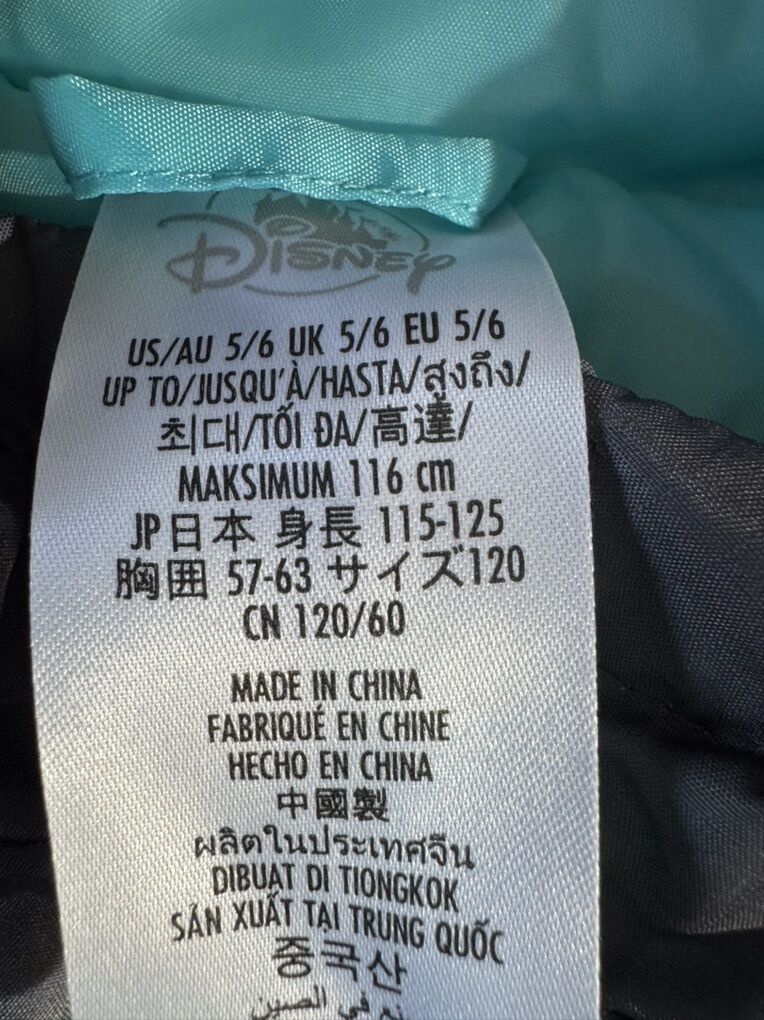 Disney
US/AU 5/6 UK 5/6 EU 5/6
UP TO/JUSQU'À/HASTA/สูงถึง/
최대/TỐI ĐA/高達/
MAKSIMUM 116 cm
JP日本 身長 115-125
胸囲 57-63 サイズ120
CN 120/60
MADE IN CHINA
FABRIQUÉ EN CHINE
HECHO EN CHINA
中國製
ผลิตในประเทศจีน
DIBUAT DI TIONGKOK
SẢN XUẤT TẠI TRUNG QUỐC
중국산
في الصين